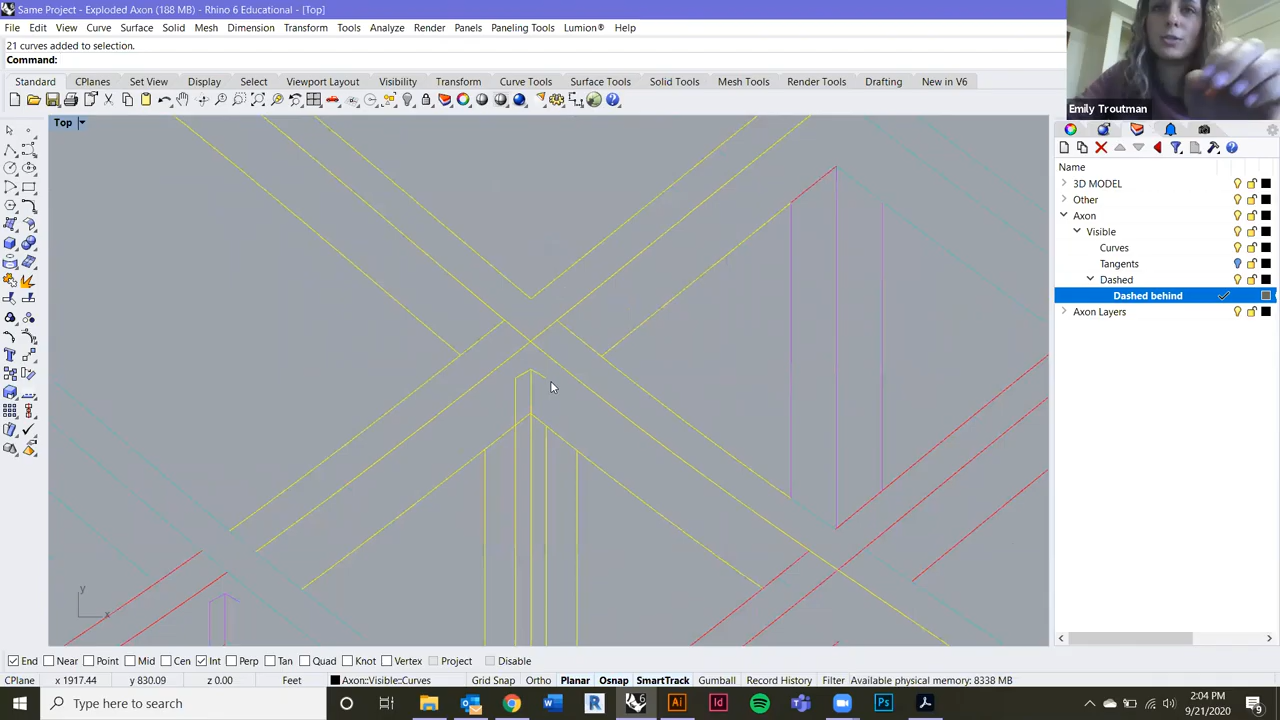 Same Project - Exploded Axon (188 MB) - Rhino 6 Educational - [Top]
File Edit View Curve Surface Solid Mesh Dimension Transform Tools Analyze Render Panels Paneling Tools Lumion® Help
21 curves added to selection.
Command:
Standard CPlanes Set View Display Select Viewport Layout Visibility Transform Curve Tools Surface Tools Solid Tools Mesh Tools Render Tools Drafting New in V6
Emily Troutman
Top
Name
3D MODEL
Other
Axon
Visible
Curves
Tangents
Dashed
Dashed behind
Axon Layers
y
x
End Near Point Mid Cen Int Perp Tan Quad Knot Vertex Project Disable
CPlane x 1917.44 y 830.09 z 0.00 Feet Axon::Visible::Curves Grid Snap Ortho Planar Osnap SmartTrack Gumball Record History Filter Available physical memory: 8338 MB
Type here to search
Ai
Id
W
R
Ps
2:04 PM
9/21/2020